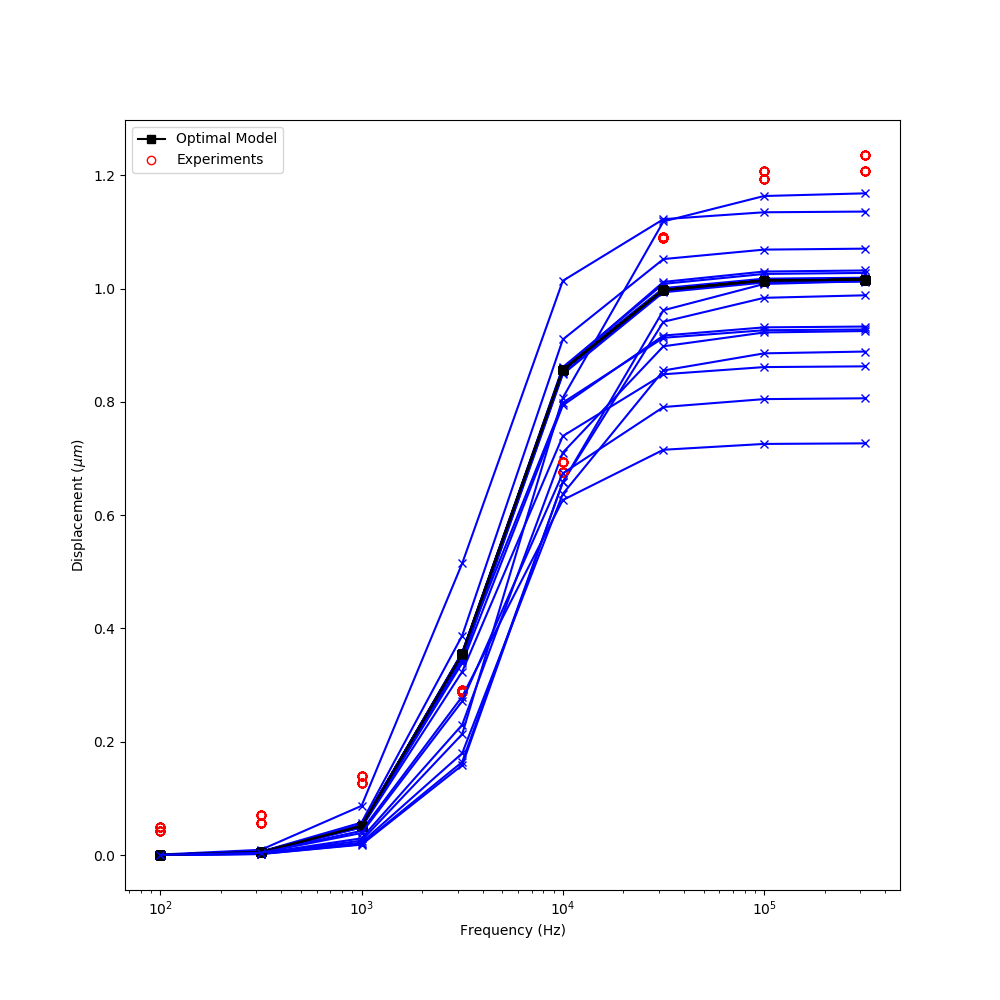 Optimal Model
Experiments
1.2
1.0
0.8
0.6
0.4
0.2
0.0
Displacement (μm)
10²
10³
10⁴
10⁵
Frequency (Hz)